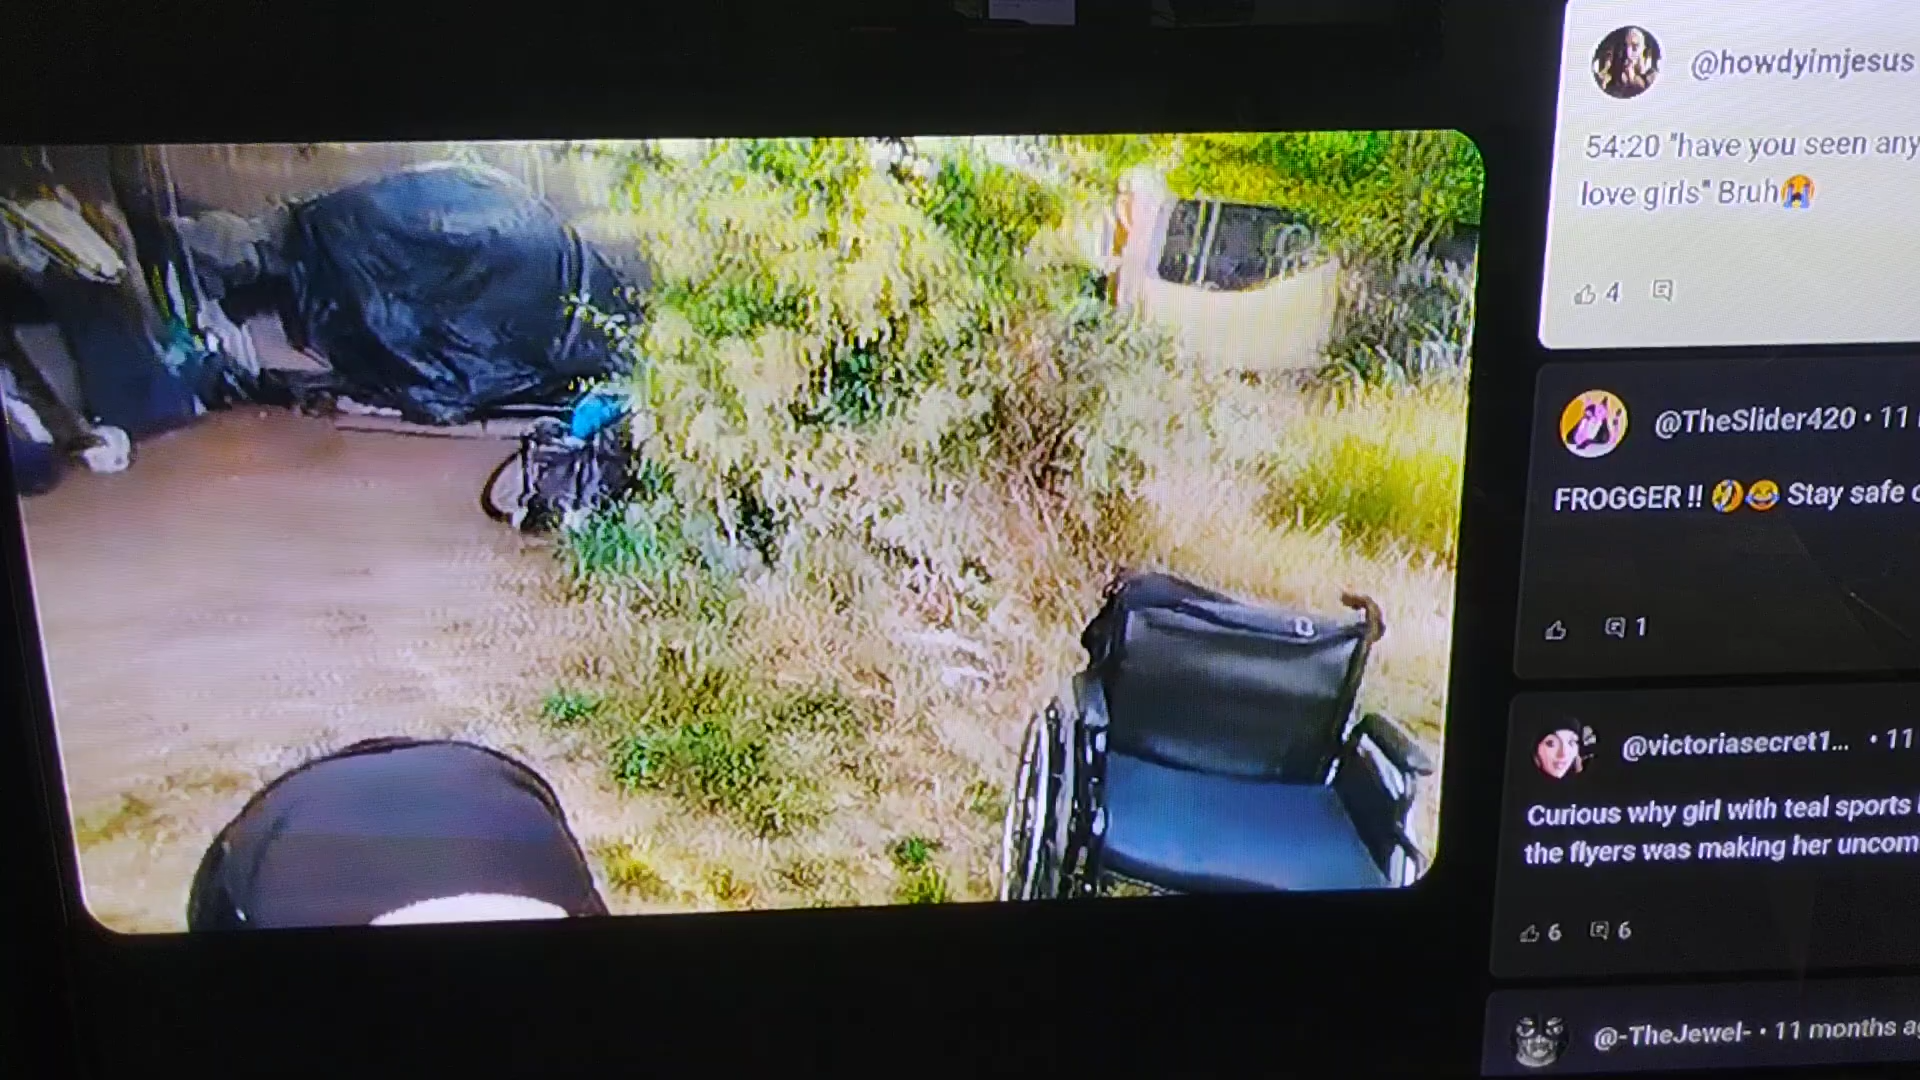 @howdyimjesus
54:20 "have you seen any
love girls" Bruh😭
4
@TheSlider420 • 11
FROGGER !! 🤣😂 Stay safe
1
@victoriasecret1... • 11
Curious why girl with teal sports
the flyers was making her uncom
6 6
@-TheJewel- • 11 months a